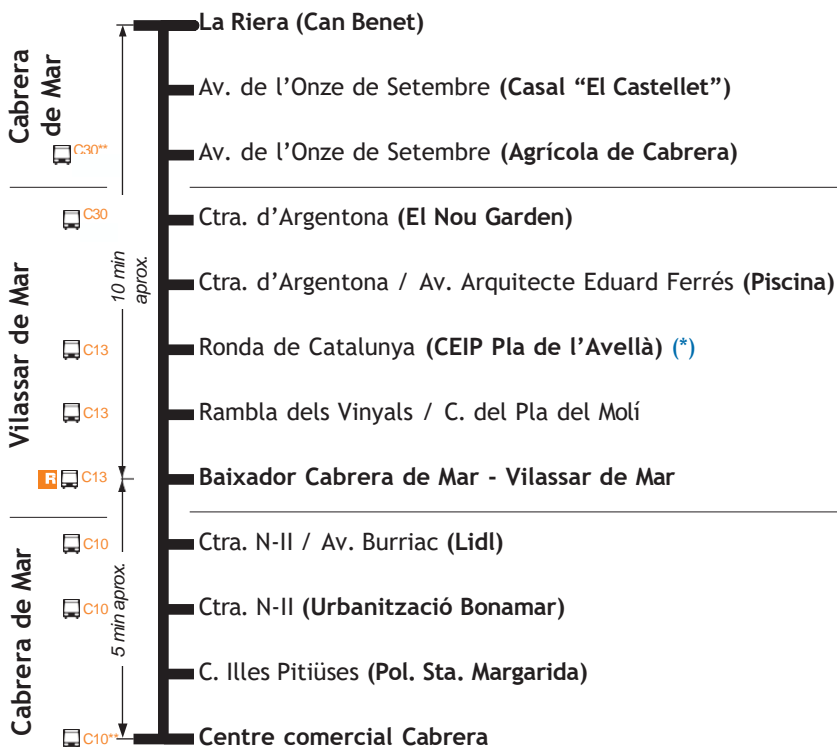 La Riera (Can Benet)
Cabrera
de Mar
Av. de l’Onze de Setembre (Casal “El Castellet”)
C30**
Av. de l’Onze de Setembre (Agrícola de Cabrera)
C30
Ctra. d’Argentona (El Nou Garden)
10 min
aprox.
Ctra. d’Argentona / Av. Arquitecte Eduard Ferrés (Piscina)
Vilassar de Mar
C13
Ronda de Catalunya (CEIP Pla de l’Avellà) (*)
C13
Rambla dels Vinyals / C. del Pla del Molí
R
C13
Baixador Cabrera de Mar - Vilassar de Mar
C10
Ctra. N-II / Av. Burriac (Lidl)
Cabrera de Mar
C10
5 min aprox.
Ctra. N-II (Urbanització Bonamar)
C. Illes Pitiüses (Pol. Sta. Margarida)
C10**
Centre comercial Cabrera